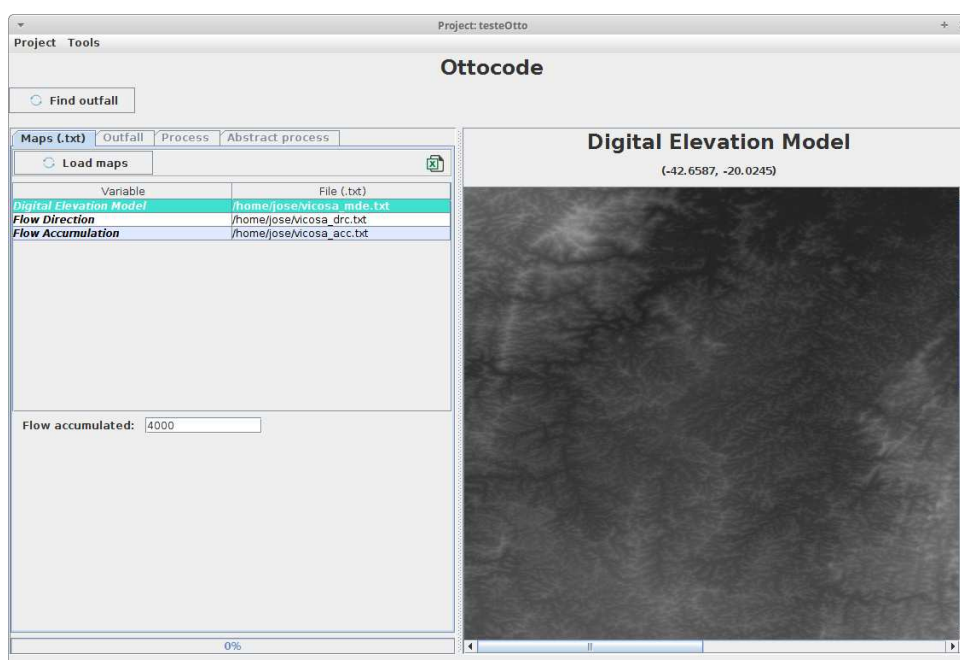 Project: testeOtto
Project Tools
Ottocode
Find outfall
Maps (.txt) Outfall Process Abstract process
Load maps
Variable File (.txt)
Digital Elevation Model /home/jose/vicosa_mde.txt
Flow Direction /home/jose/vicosa_drc.txt
Flow Accumulation /home/jose/vicosa_acc.txt
Flow accumulated: 4000
0%
Digital Elevation Model
(-42.6587, -20.0245)